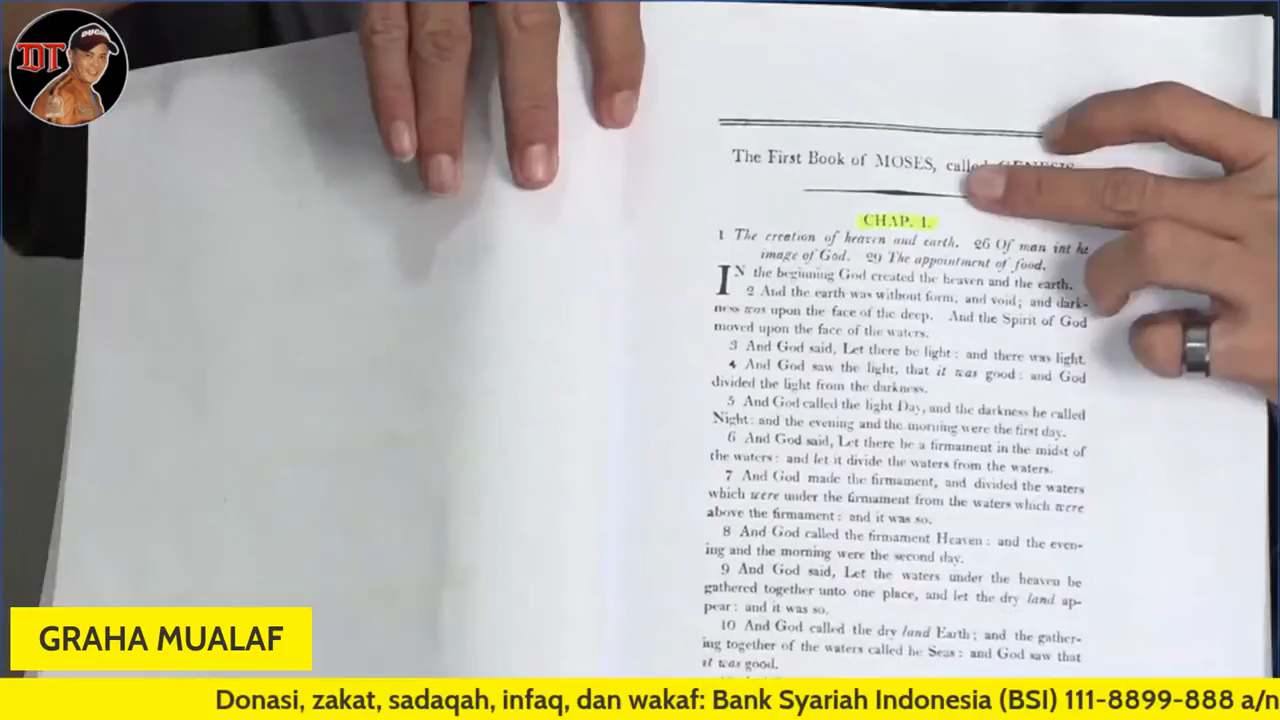 DT
DUCATI
The First Book of MOSES, called GENESIS
CHAP. 1.
1 The creation of heaven and earth. 26 Of man int he
image of God. 29 The appointment of food.
IN the beginning God created the heaven and the earth.
2 And the earth was without form, and void; and dark-
ness was upon the face of the deep. And the Spirit of God
moved upon the face of the waters.
3 And God said, Let there be light: and there was light.
4 And God saw the light, that it was good: and God
divided the light from the darkness.
5 And God called the light Day, and the darkness he called
Night: and the evening and the morning were the first day.
6 And God said, Let there be a firmament in the midst of
the waters: and let it divide the waters from the waters.
7 And God made the firmament, and divided the waters
which were under the firmament from the waters which were
above the firmament: and it was so.
8 And God called the firmament Heaven: and the even-
ing and the morning were the second day.
9 And God said, Let the waters under the heaven be
gathered together unto one place, and let the dry land ap-
pear: and it was so.
10 And God called the dry land Earth; and the gather-
ing together of the waters called he Seas: and God saw that
it was good.
GRAHA MUALAF
Donasi, zakat, sadaqah, infaq, dan wakaf: Bank Syariah Indonesia (BSI) 111-8899-888 a/n